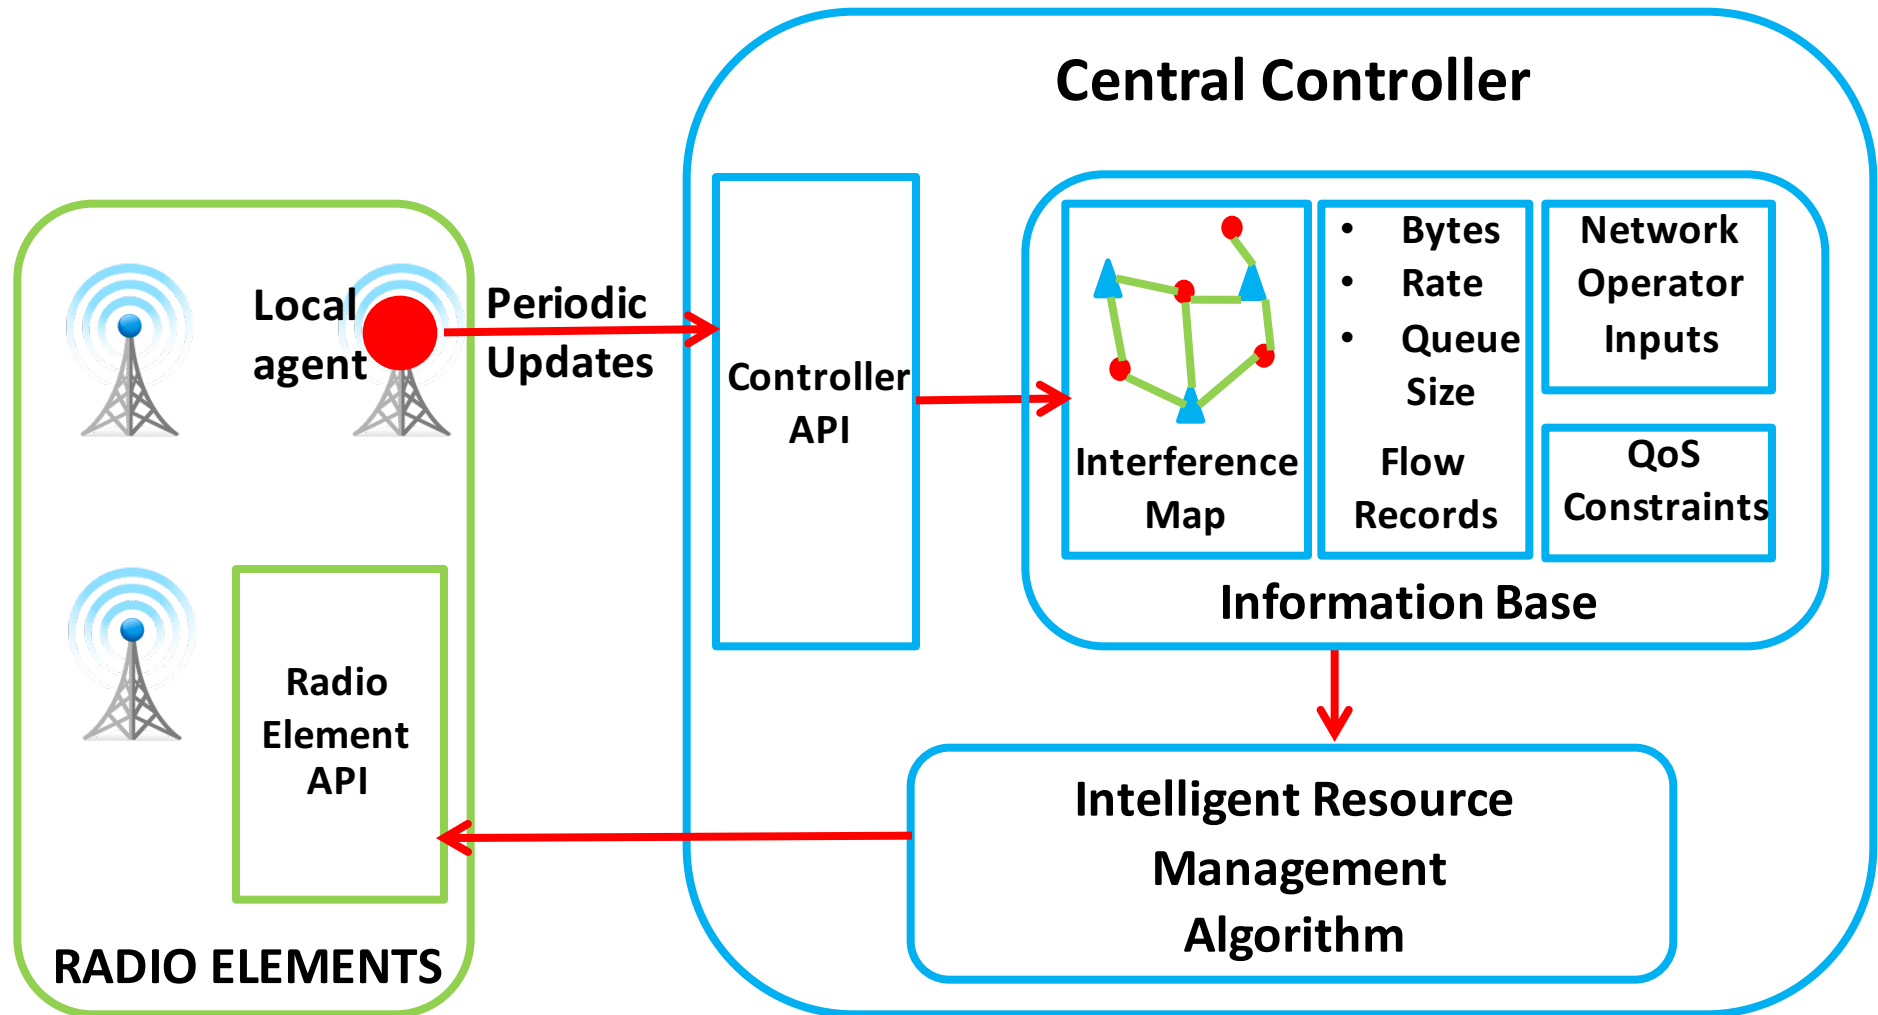 Central Controller
Local
agent
Periodic
Updates
Controller
API
Interference
Map
• Bytes
• Rate
• Queue
Size
Flow
Records
Network
Operator
Inputs
QoS
Constraints
Information Base
Radio
Element
API
RADIO ELEMENTS
Intelligent Resource
Management
Algorithm